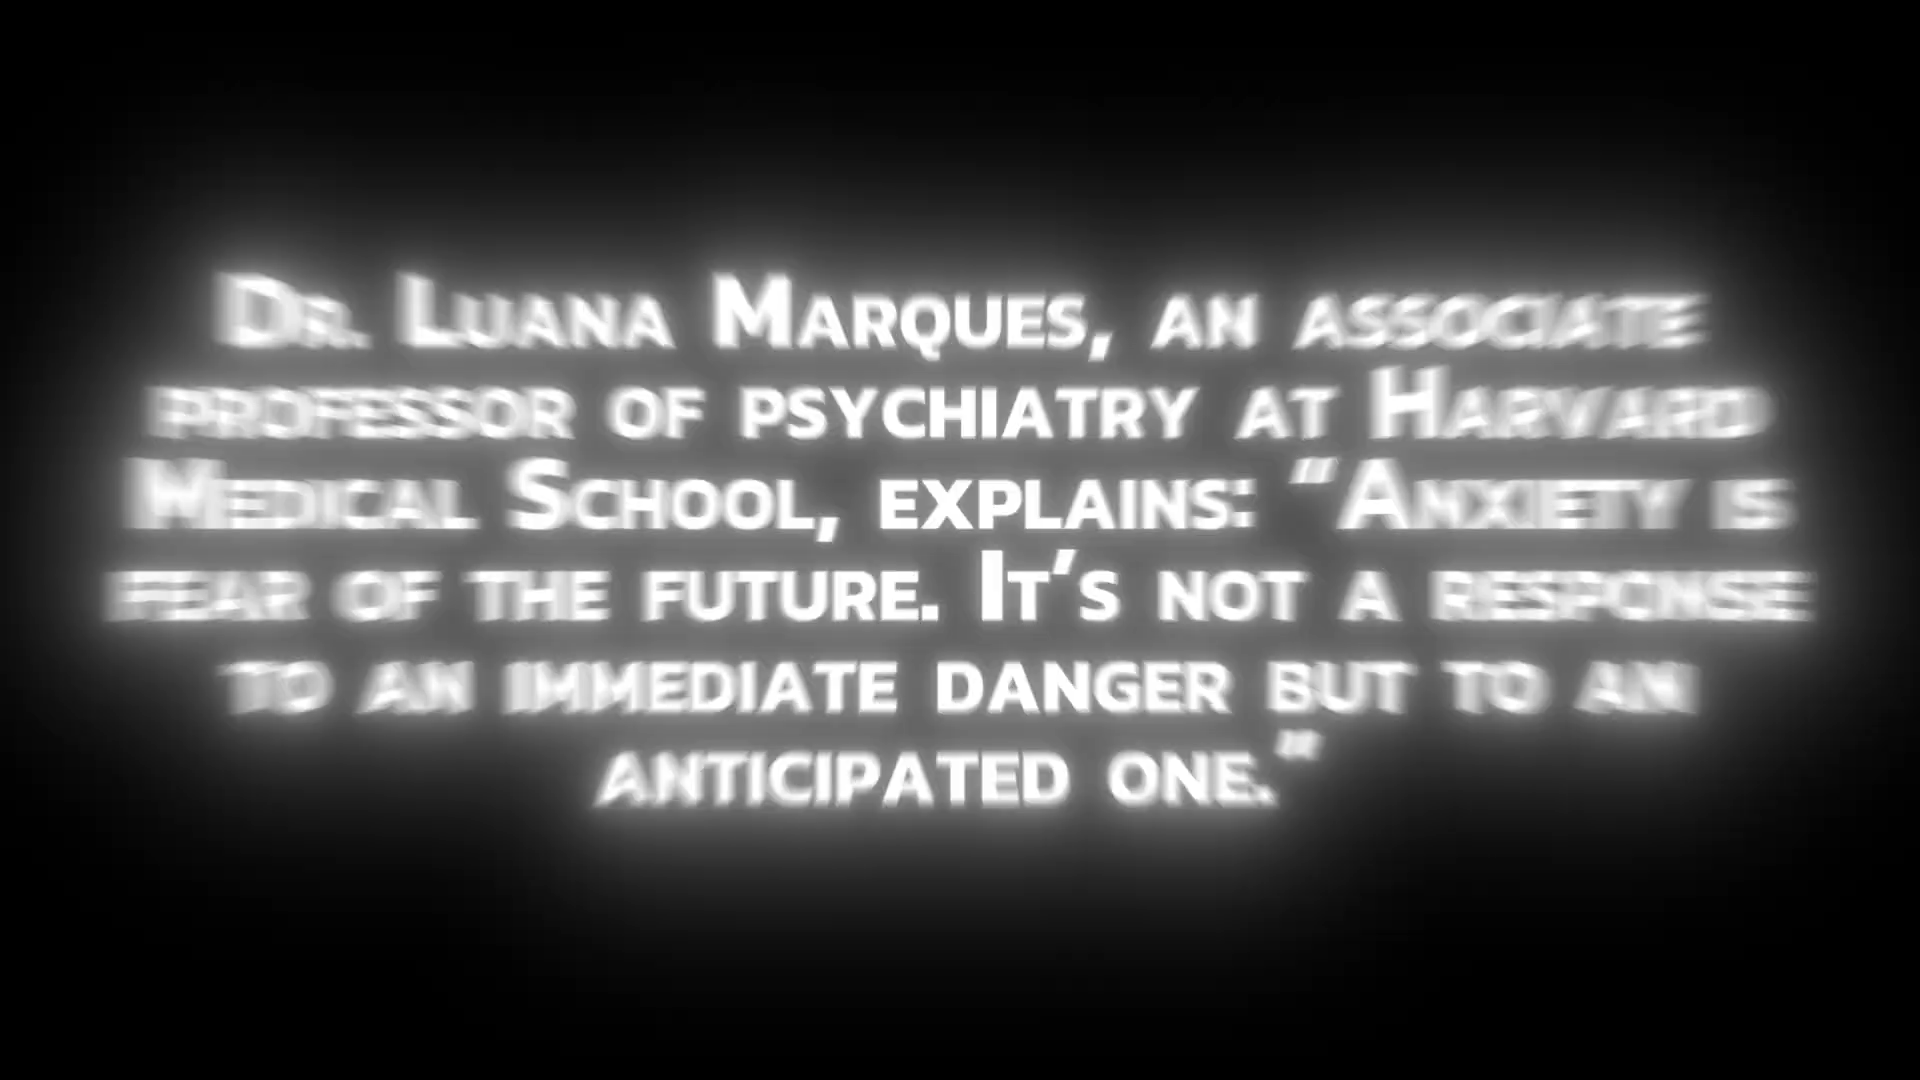 Dr. Luana Marques, an associate
professor of psychiatry at Harvard
Medical School, explains: “Anxiety is
fear of the future. It’s not a response
to an immediate danger but to an
anticipated one.”